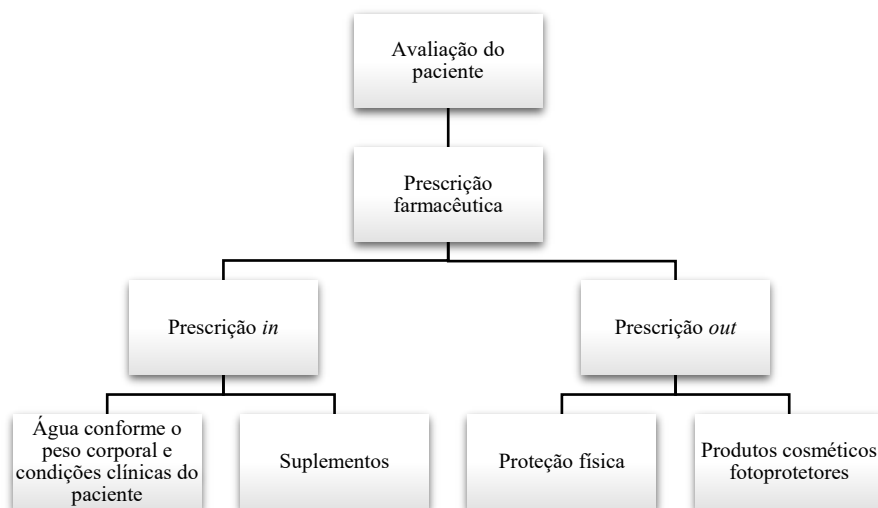 Avaliação do
paciente
Prescrição
farmacêutica
Prescrição in
Prescrição out
Água conforme o
peso corporal e
condições clínicas do
paciente
Suplementos
Proteção física
Produtos cosméticos
fotoprotetores